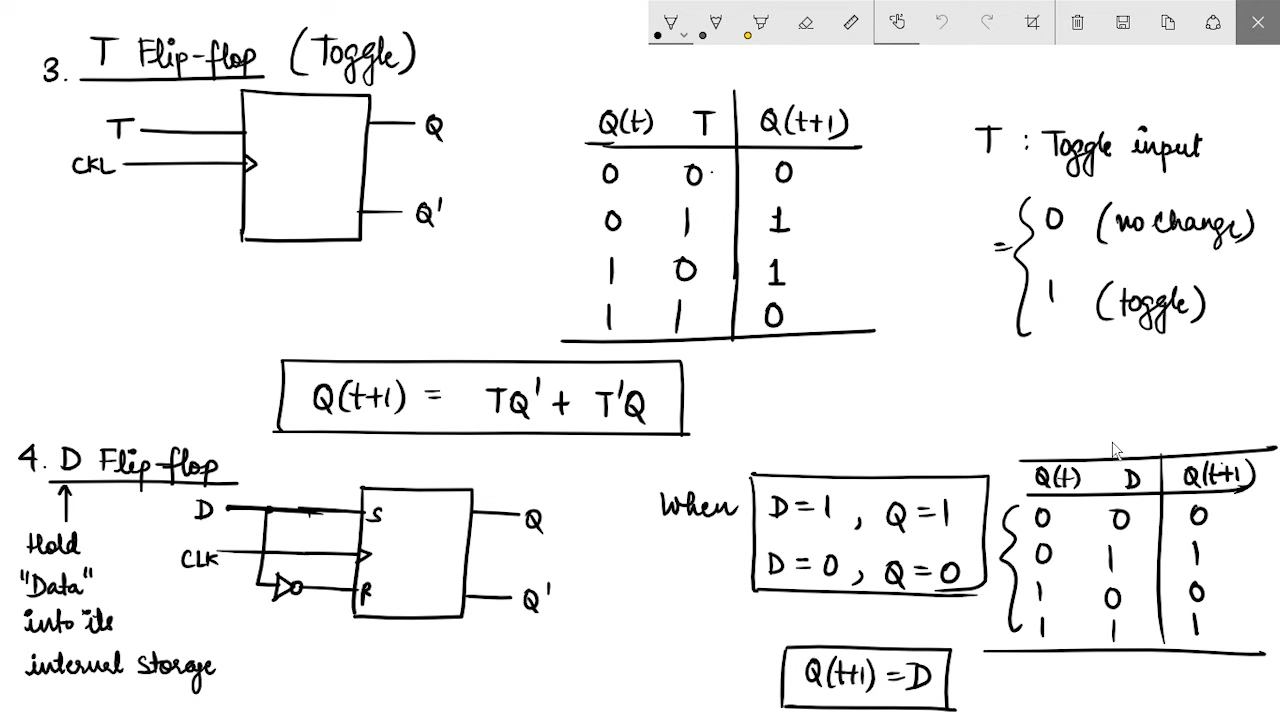 3. T Flip-flop (Toggle)
T
CKL
Q
Q'
Q(t) T Q(t+1)
0 0 0
0 1 1
1 0 1
1 1 0
T : Toggle input
= { 0 (no change)
1 (toggle)
Q(t+1) = TQ' + T'Q
4. D Flip-flop
↑
Hold
"Data"
into its
internal storage
D
CLK
S
R
Q
Q'
When D=1, Q=1
D=0, Q=0
Q(t) D Q(t+1)
0 0 0
0 1 1
1 0 0
1 1 1
Q(t+1) = D